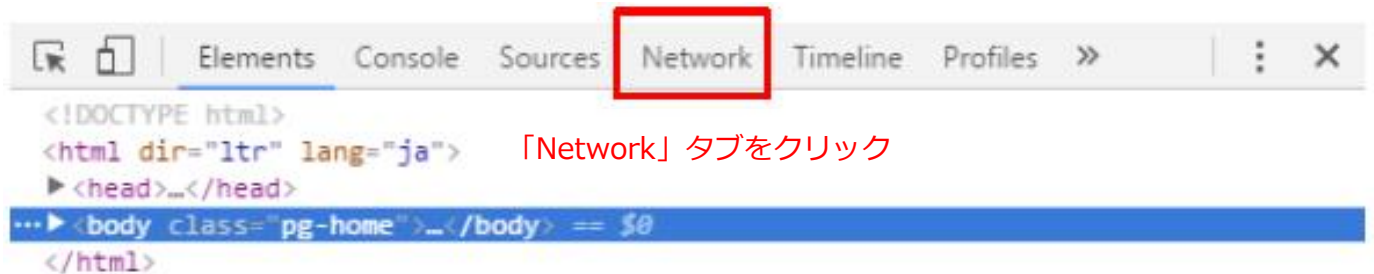 Elements Console Sources Network Timeline Profiles »
<!DOCTYPE html>
<html dir="ltr" lang="ja">
「Network」タブをクリック
▶<head>…</head>
…▶<body class="pg-home">…</body> == $0
</html>